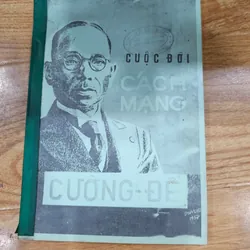 CUỘC ĐỜI
CÁCH
MẠNG
CƯỜNG-ĐỂ